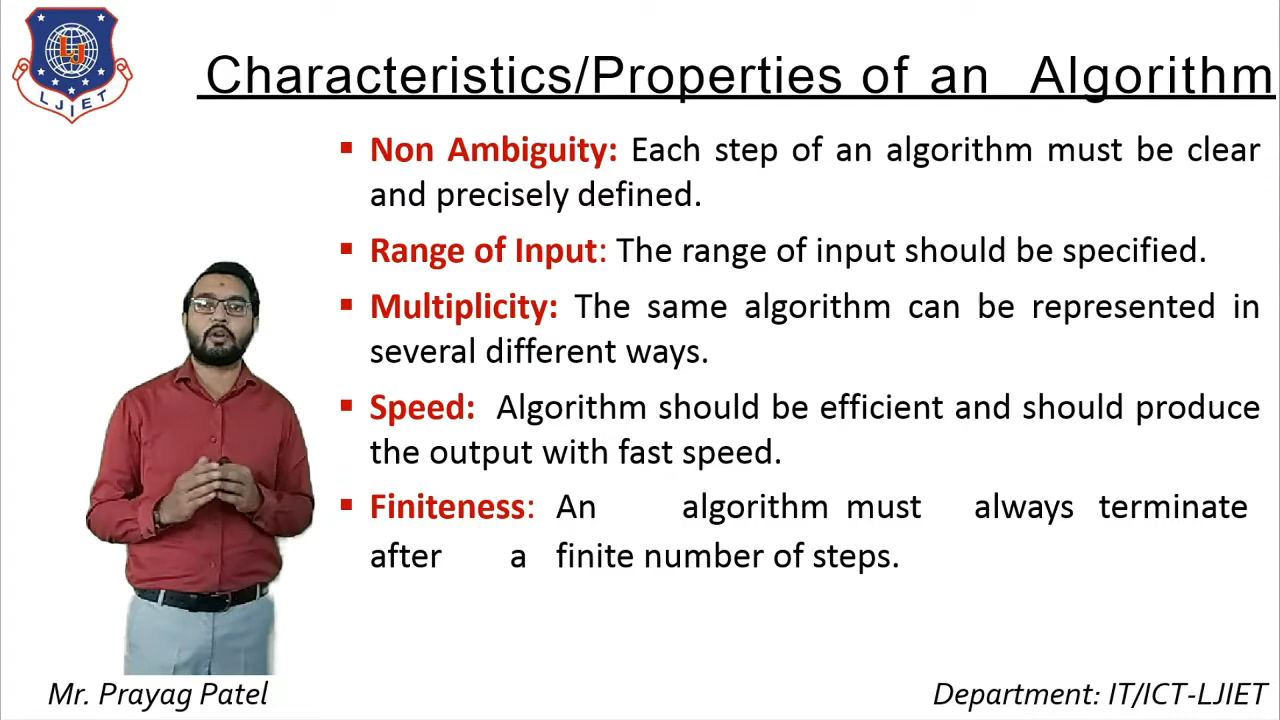 LJ
LJIET
Characteristics/Properties of an Algorithm
Non Ambiguity: Each step of an algorithm must be clear
and precisely defined.
Range of Input: The range of input should be specified.
Multiplicity: The same algorithm can be represented in
several different ways.
Speed: Algorithm should be efficient and should produce
the output with fast speed.
Finiteness: An algorithm must always terminate
after a finite number of steps.
Mr. Prayag Patel
Department: IT/ICT-LJIET